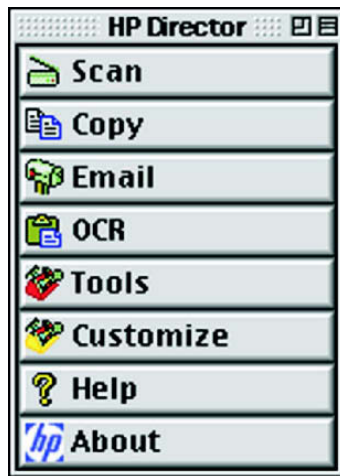 HP Director
Scan
Copy
Email
OCR
Tools
Customize
Help
hp About